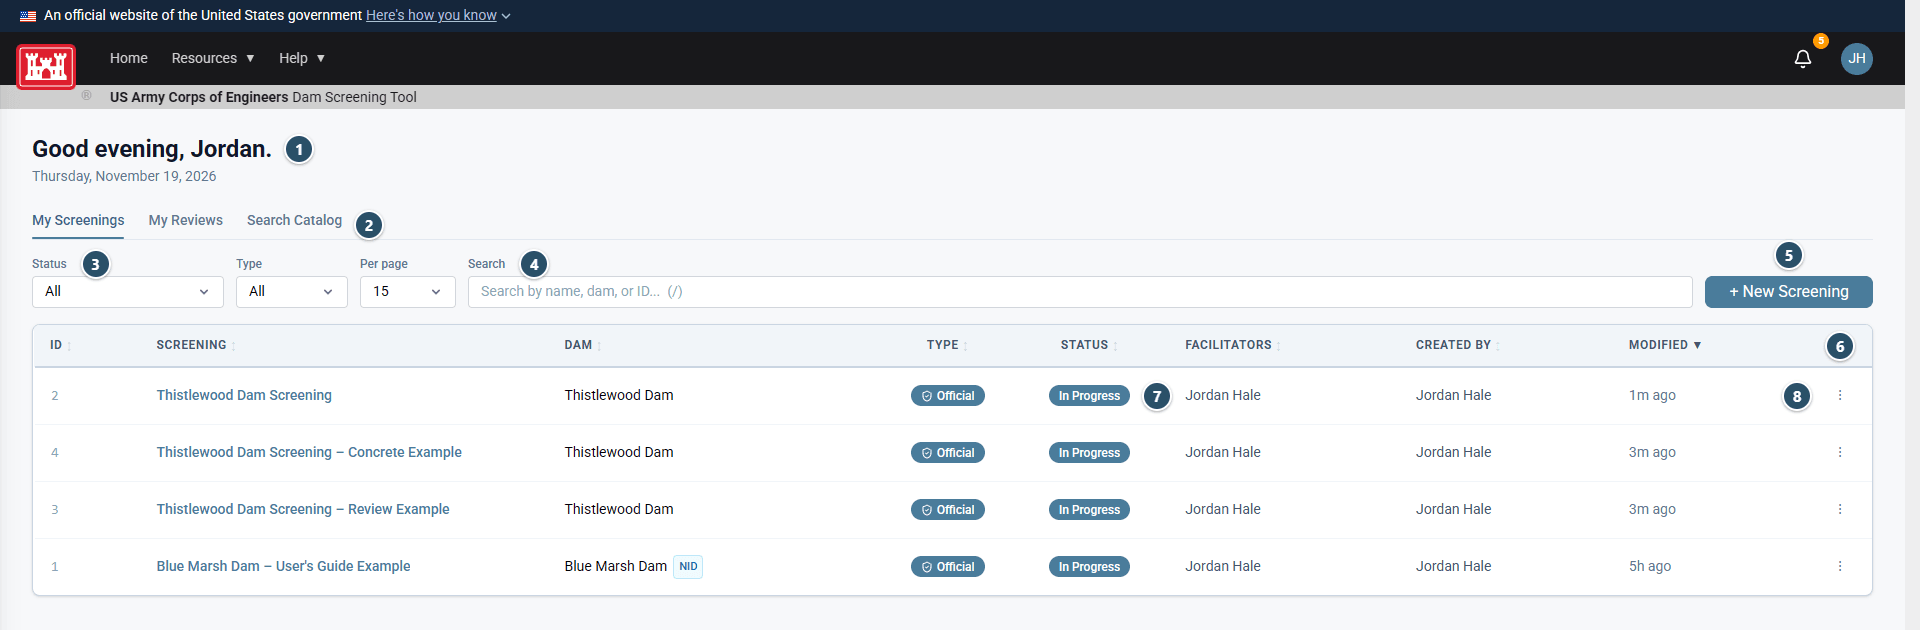 An official website of the United States government Here's how you know
Home Resources ▼ Help ▼ 5 JH
® US Army Corps of Engineers Dam Screening Tool
Good evening, Jordan. 1
Thursday, November 19, 2026
My Screenings My Reviews Search Catalog 2
Status 3 Type Per page Search 4 5
All All 15 Search by name, dam, or ID... (/) + New Screening
ID SCREENING DAM TYPE STATUS FACILITATORS CREATED BY MODIFIED ▼ 6
2 Thistlewood Dam Screening Thistlewood Dam Official In Progress 7 Jordan Hale Jordan Hale 1m ago 8
4 Thistlewood Dam Screening – Concrete Example Thistlewood Dam Official In Progress Jordan Hale Jordan Hale 3m ago
3 Thistlewood Dam Screening – Review Example Thistlewood Dam Official In Progress Jordan Hale Jordan Hale 3m ago
1 Blue Marsh Dam – User's Guide Example Blue Marsh Dam NID Official In Progress Jordan Hale Jordan Hale 5h ago